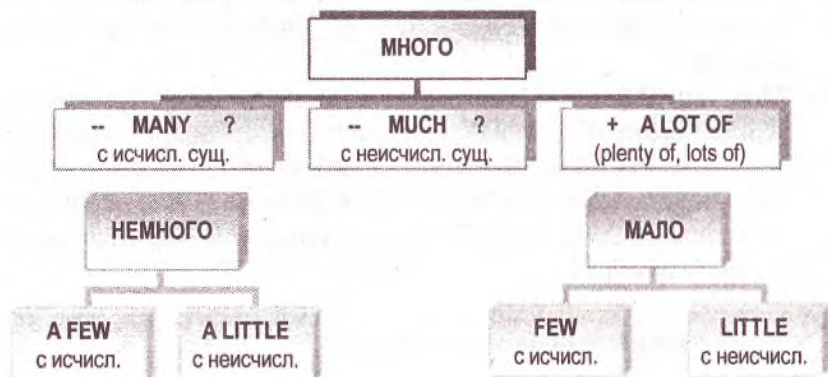 МНОГО
-- MANY ?
с исчисл. сущ.
-- MUCH ?
с неисчисл. сущ.
+ A LOT OF
(plenty of, lots of)
НЕМНОГО
МАЛО
A FEW
с исчисл.
A LITTLE
с неисчисл.
FEW
с исчисл.
LITTLE
с неисчисл.